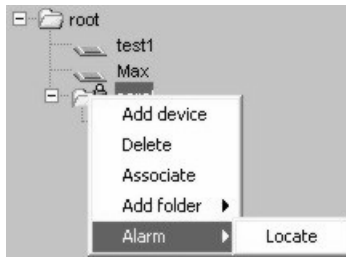 root
test1
Max
Add device
Delete
Associate
Add folder
Alarm
Locate